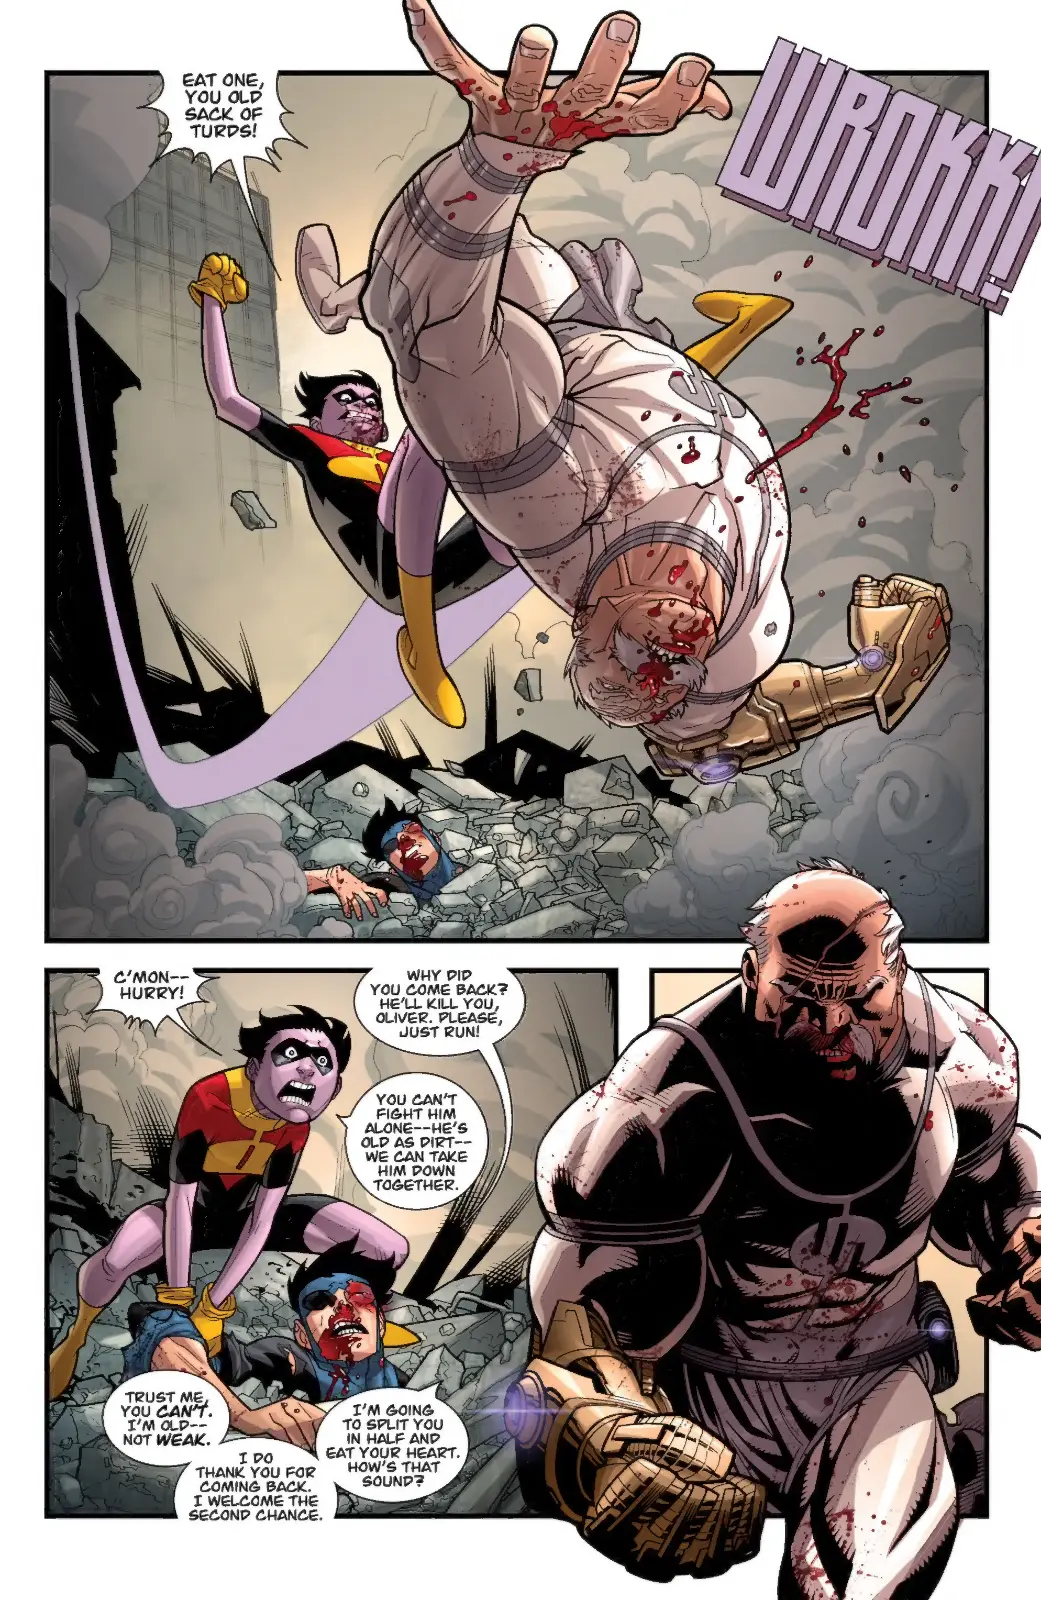 EAT ONE,
YOU OLD
SACK OF
TURDS!
WROKK!
C'MON--
HURRY!
WHY DID
YOU COME BACK?
HE'LL KILL YOU,
OLIVER. PLEASE,
JUST RUN!
YOU CAN'T
FIGHT HIM
ALONE--HE'S
OLD AS DIRT--
WE CAN TAKE
HIM DOWN
TOGETHER.
TRUST ME,
YOU CAN'T.
I'M OLD--
NOT WEAK.
I DO
THANK YOU FOR
COMING BACK.
I WELCOME THE
SECOND CHANCE.
I'M GOING
TO SPLIT YOU
IN HALF AND
EAT YOUR HEART.
HOW'S THAT
SOUND?